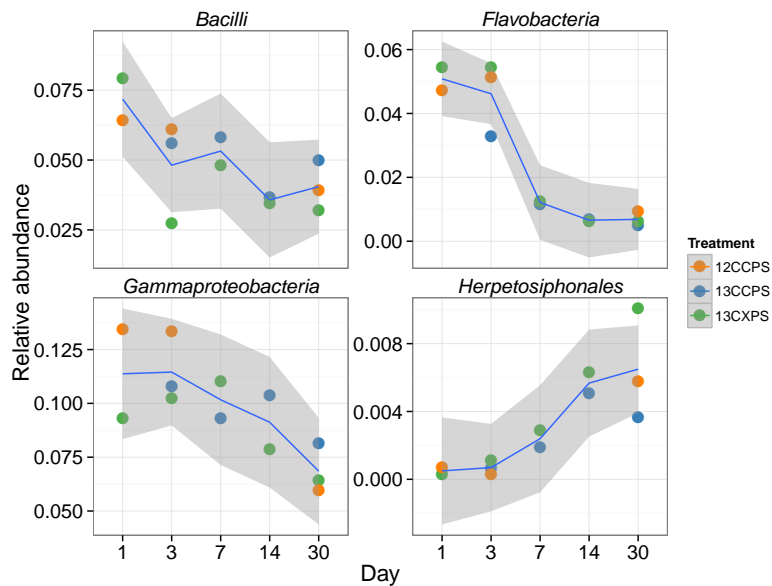 Bacilli
Flavobacteria
0.075
0.050
0.025
0.06
0.04
0.02
0.00
Gammaproteobacteria
Herpetosiphonales
0.125
0.100
0.075
0.050
0.008
0.004
0.000
1 3 7 14 30
1 3 7 14 30
Day
Relative abundance
Treatment
12CCPS
13CCPS
13CXPS